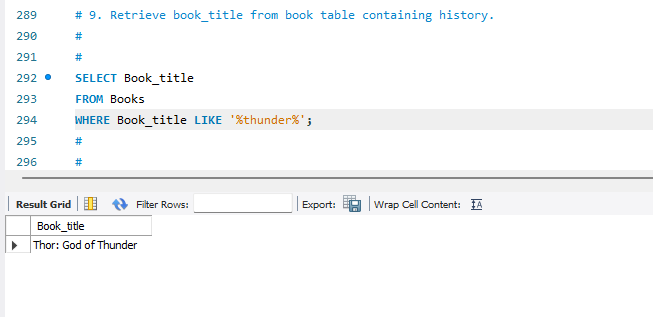 289 # 9. Retrieve book_title from book table containing history.
290 #
291 #
292 SELECT Book_title
293 FROM Books
294 WHERE Book_title LIKE '%thunder%';
295 #
296 #
Result Grid Filter Rows: Export: Wrap Cell Content: IA
Book_title
Thor: God of Thunder